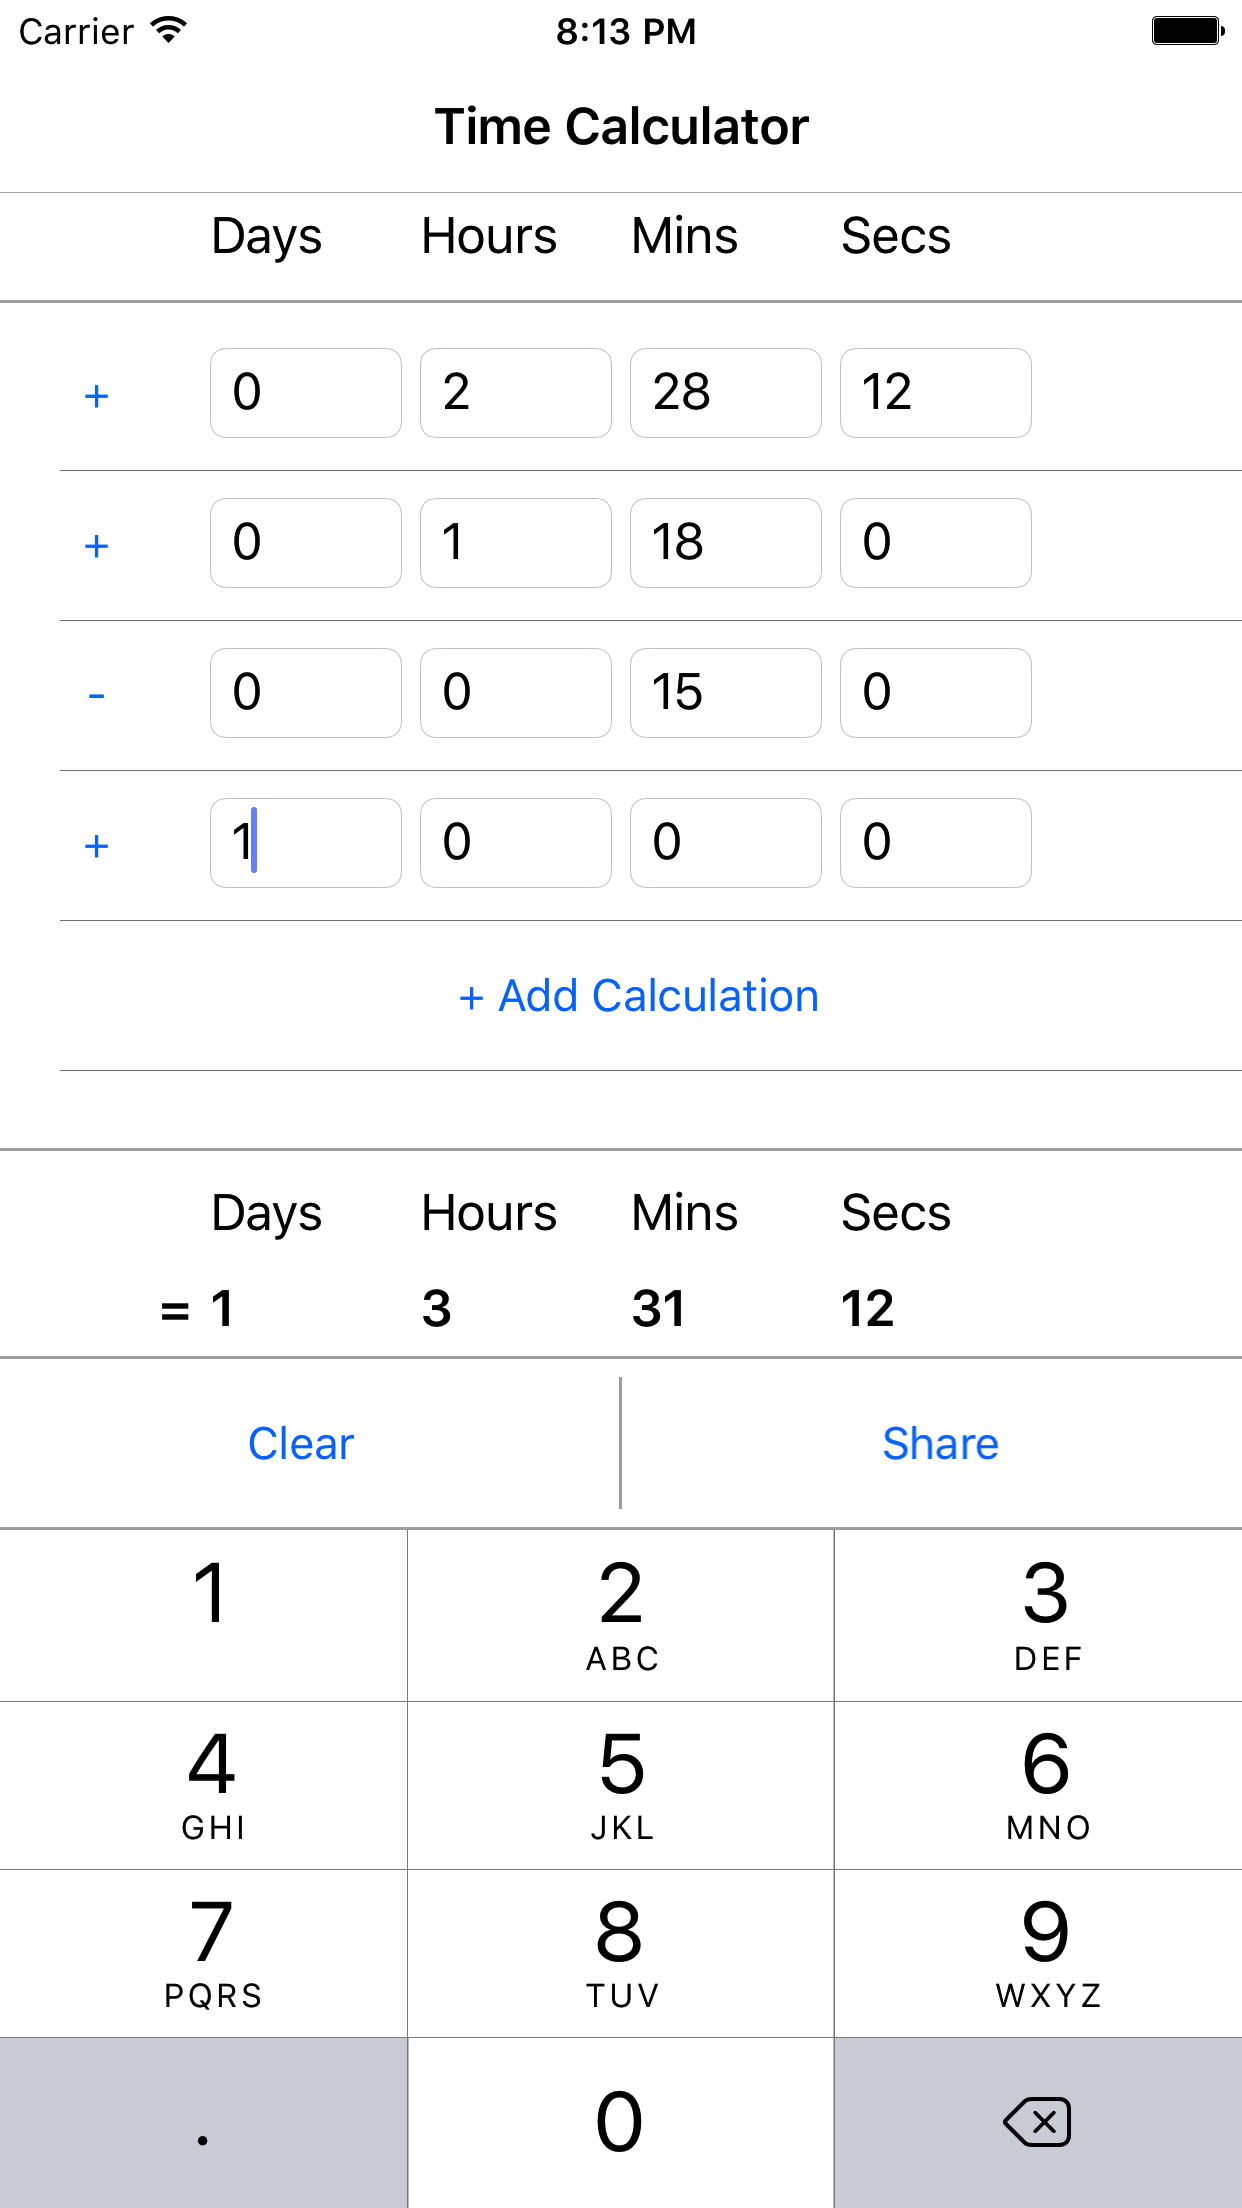 Carrier 8:13 PM
Time Calculator
Days Hours Mins Secs
+ 0 2 28 12
+ 0 1 18 0
- 0 0 15 0
+ 1 0 0 0
+ Add Calculation
Days Hours Mins Secs
= 1 3 31 12
Clear Share
1 2 3
ABC DEF
4 5 6
GHI JKL MNO
7 8 9
PQRS TUV WXYZ
. 0